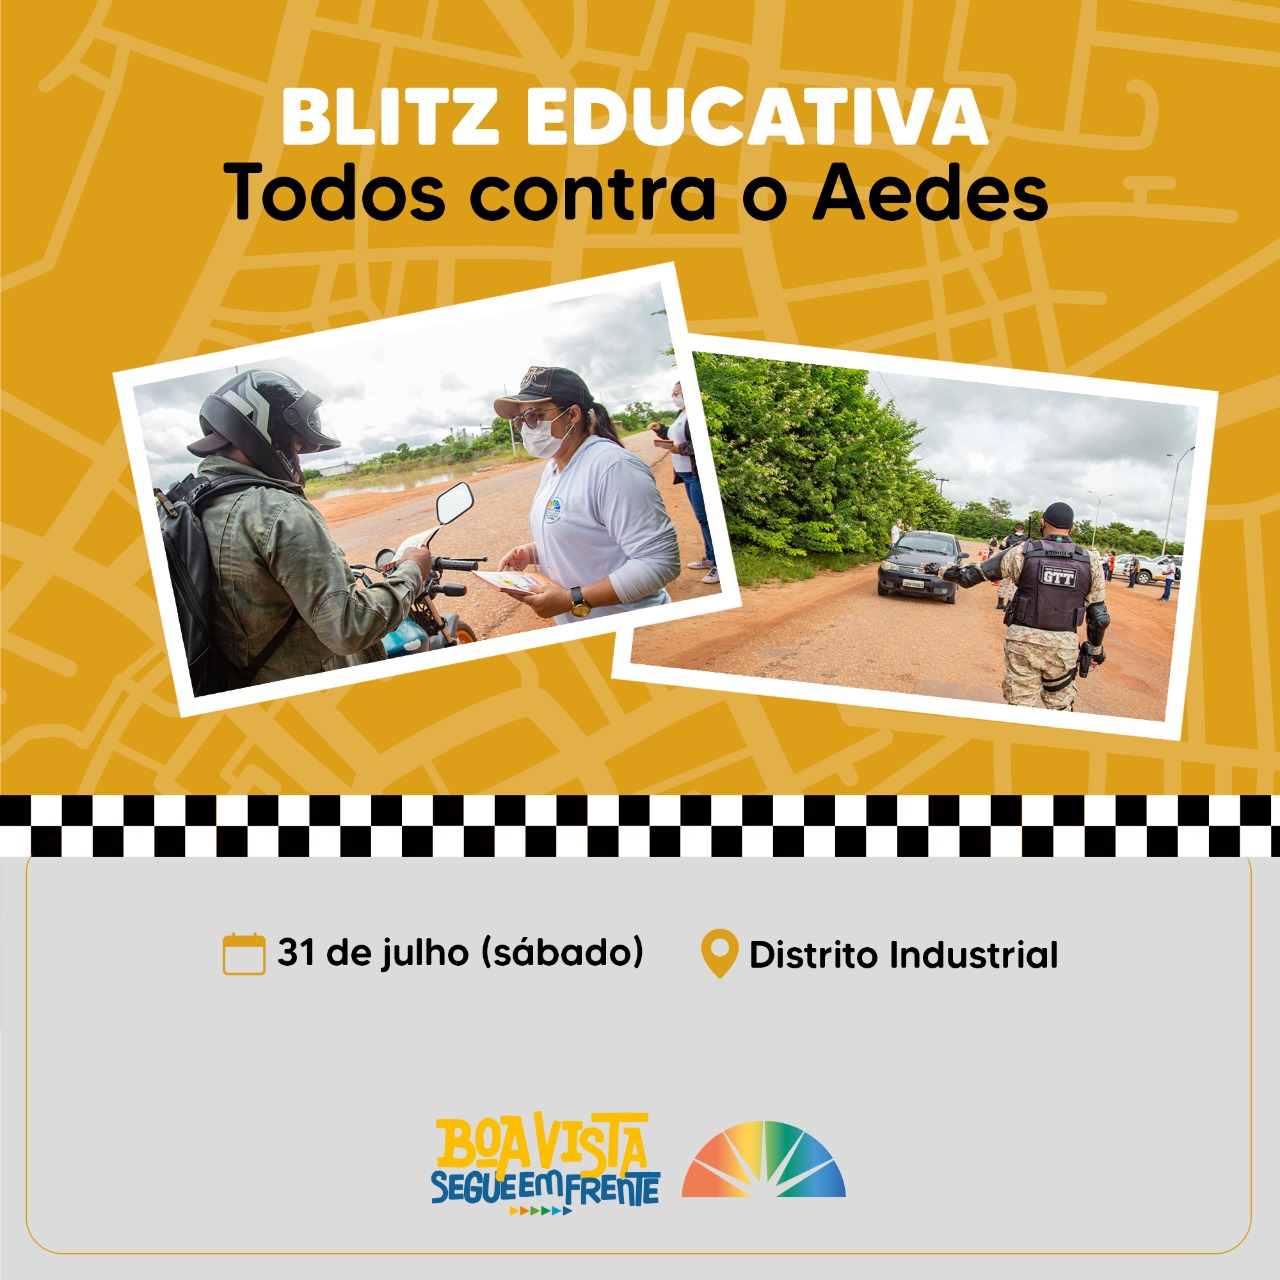 BLITZ EDUCATIVA
Todos contra o Aedes
GTT
31 de julho (sábado)
Distrito Industrial
BOA VISTA
SEGUE EM FRENTE